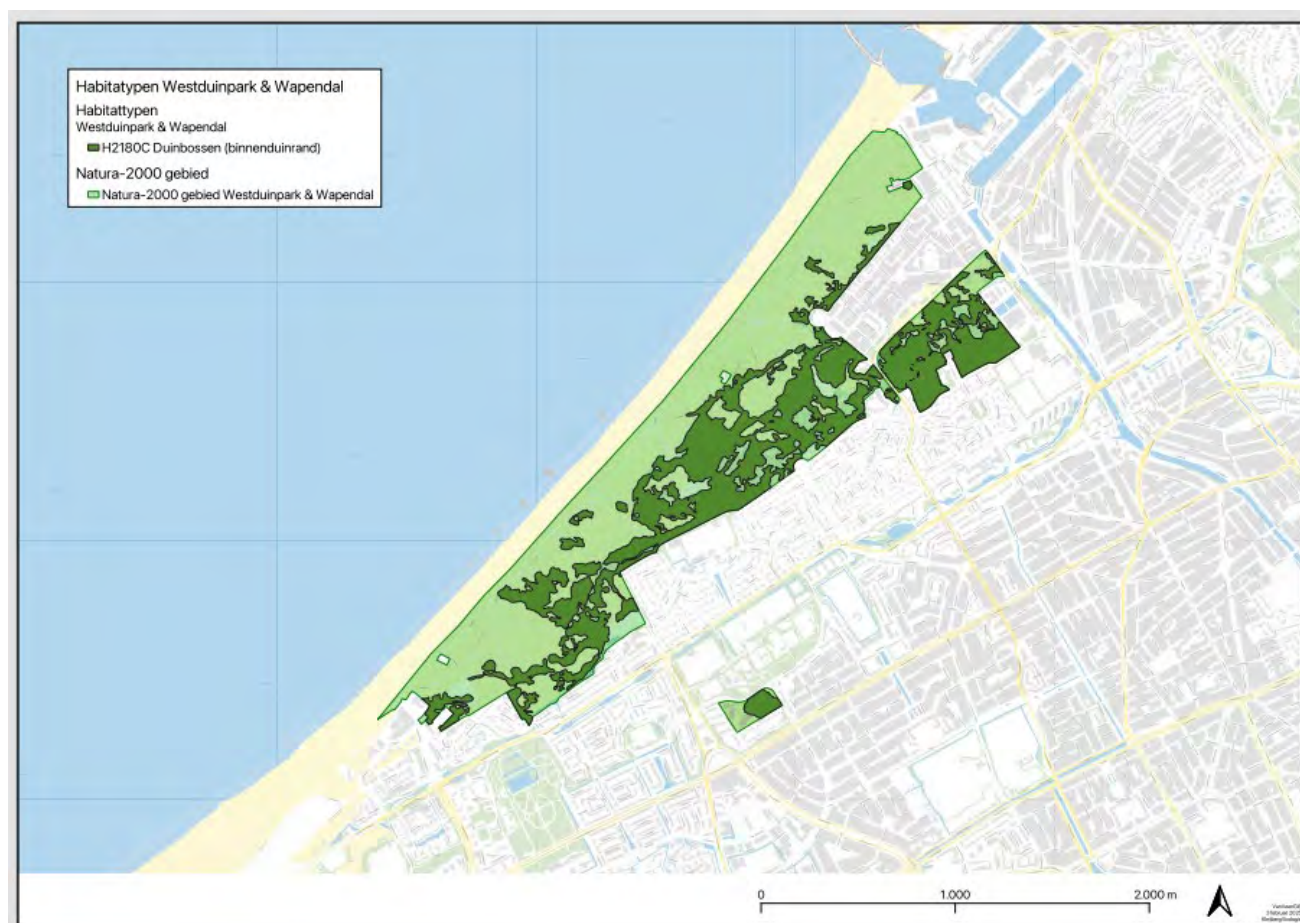 Habitatypen Westduinpark & Wapendal
Habitattypen
Westduinpark & Wapendal
H2180C Duinbossen (binnenduinrand)
Natura-2000 gebied
Natura-2000 gebied Westduinpark & Wapendal
0 1.000 2.000 m